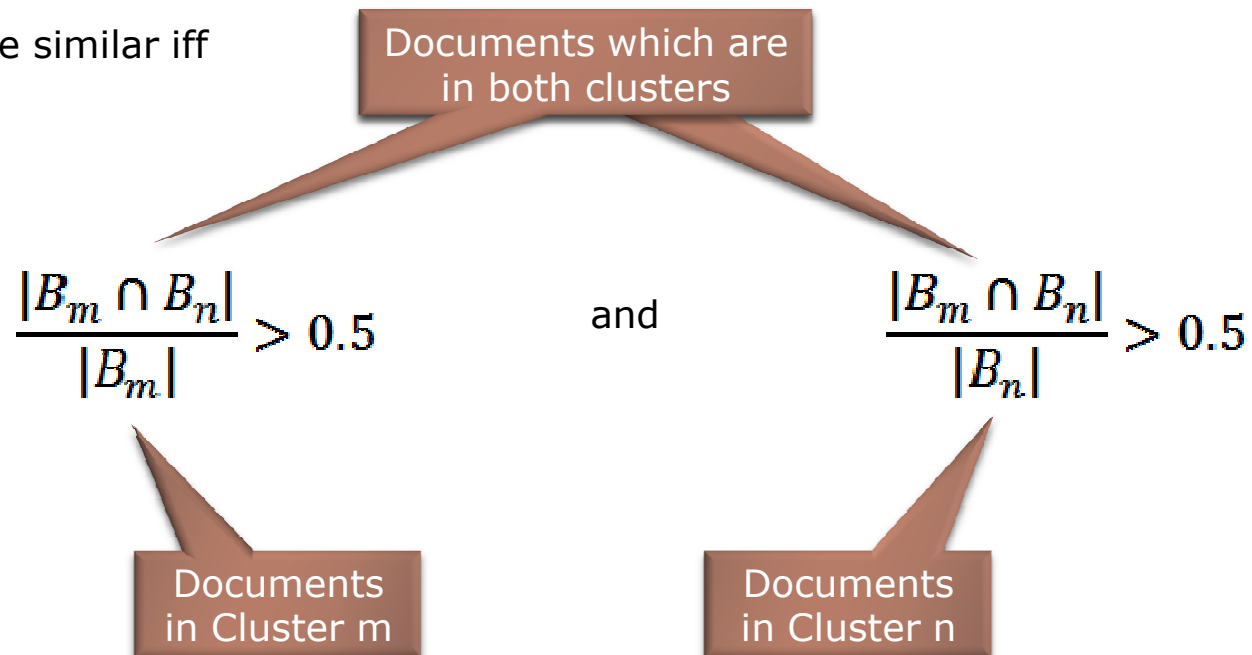 e similar iff
Documents which are
in both clusters
|B_m ∩ B_n|
|B_m|
> 0.5
and
|B_m ∩ B_n|
|B_n|
> 0.5
Documents
in Cluster m
Documents
in Cluster n